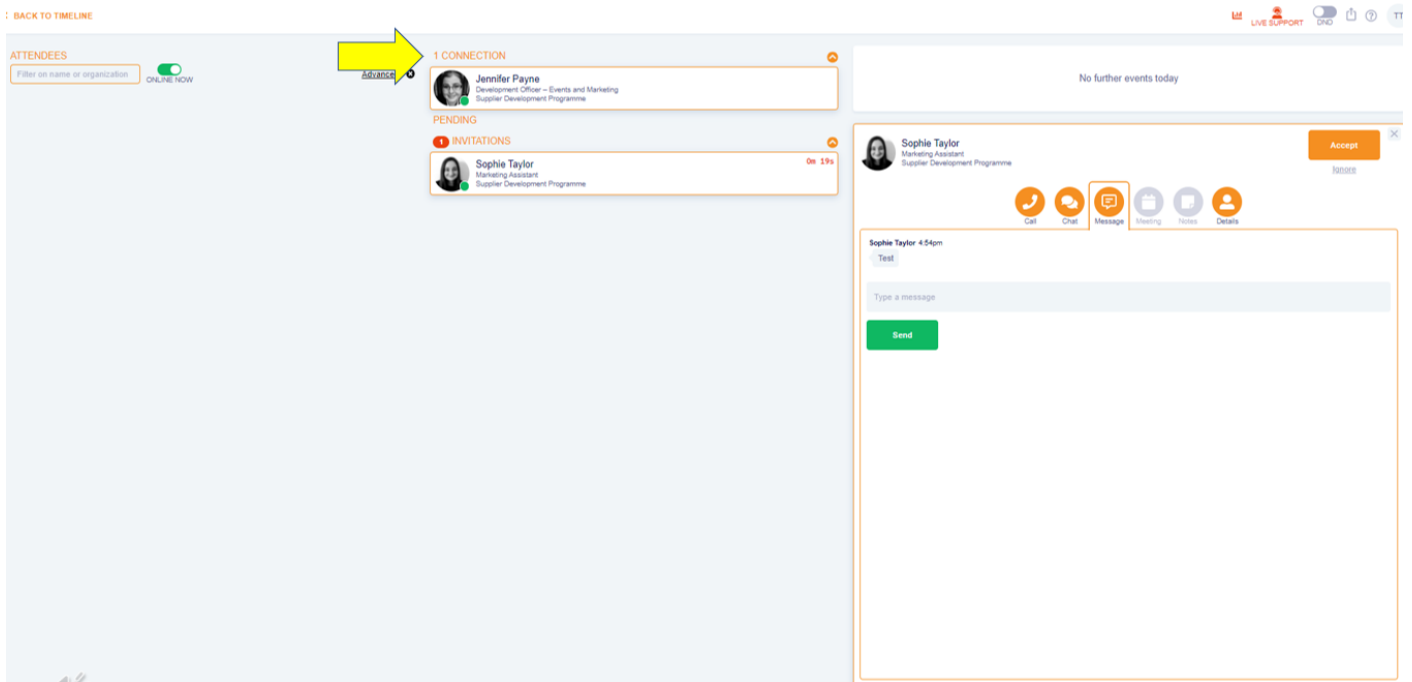 BACK TO TIMELINE
LIVE SUPPORT
DND
TT
ATTENDEES
Filter on name or organization
ONLINE NOW
Advance
1 CONNECTION
Jennifer Payne
Development Officer – Events and Marketing
Supplier Development Programme
PENDING
1 INVITATIONS
Sophie Taylor
0m 19s
Marketing Assistant
Supplier Development Programme
No further events today
Sophie Taylor
Marketing Assistant
Supplier Development Programme
Accept
Ignore
Call
Chat
Message
Meeting
Notes
Details
Sophie Taylor 4:54pm
Test
Type a message
Send